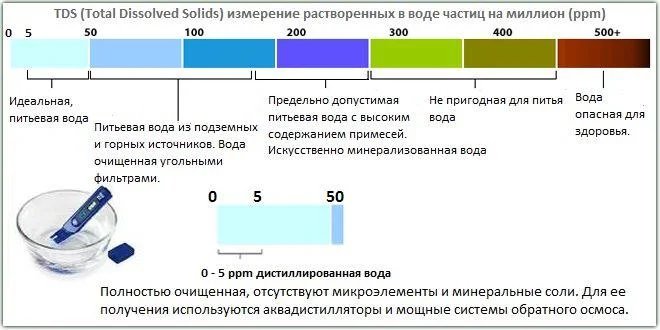 TDS (Total Dissolved Solids) измерение растворенных в воде частиц на миллион (ppm)
0 5 50 100 200 300 400 500+
Идеальная,
питьевая вода
Питьевая вода из подземных
и горных источников. Вода
очищенная угольными
фильтрами.
Предельно допустимая
питьевая вода с высоким
содержанием примесей.
Искусственно минерализованная вода
Не пригодная для питья
вода
Вода
опасная для
здоровья.
0 5 50
0 - 5 ppm дистиллированная вода
Полностью очищенная, отсутствуют микроэлементы и минеральные соли. Для ее
получения используются аквадистилляторы и мощные системы обратного осмоса.